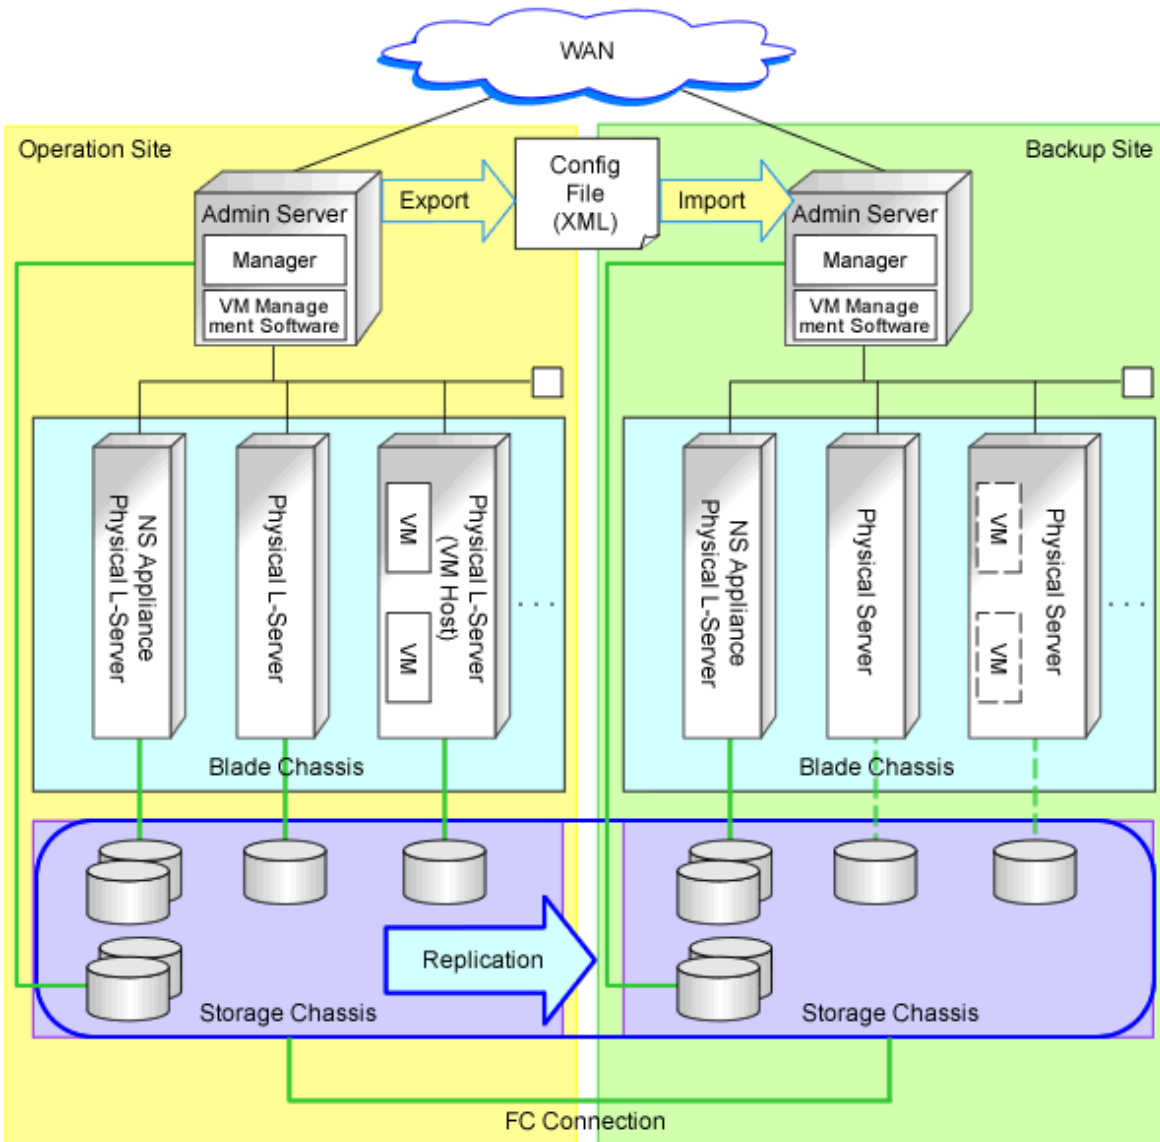 WAN
Operation Site
Backup Site
Admin Server
Manager
VM Manage
ment Software
Export
Config
File
(XML)
Import
Admin Server
Manager
VM Manage
ment Software
NS Appliance
Physical L-Server
Physical L-Server
VM
VM
Physical L-Server
(VM Host)
...
Blade Chassis
NS Appliance
Physical L-Server
Physical Server
VM
VM
Physical Server
...
Blade Chassis
Replication
Storage Chassis
Storage Chassis
FC Connection